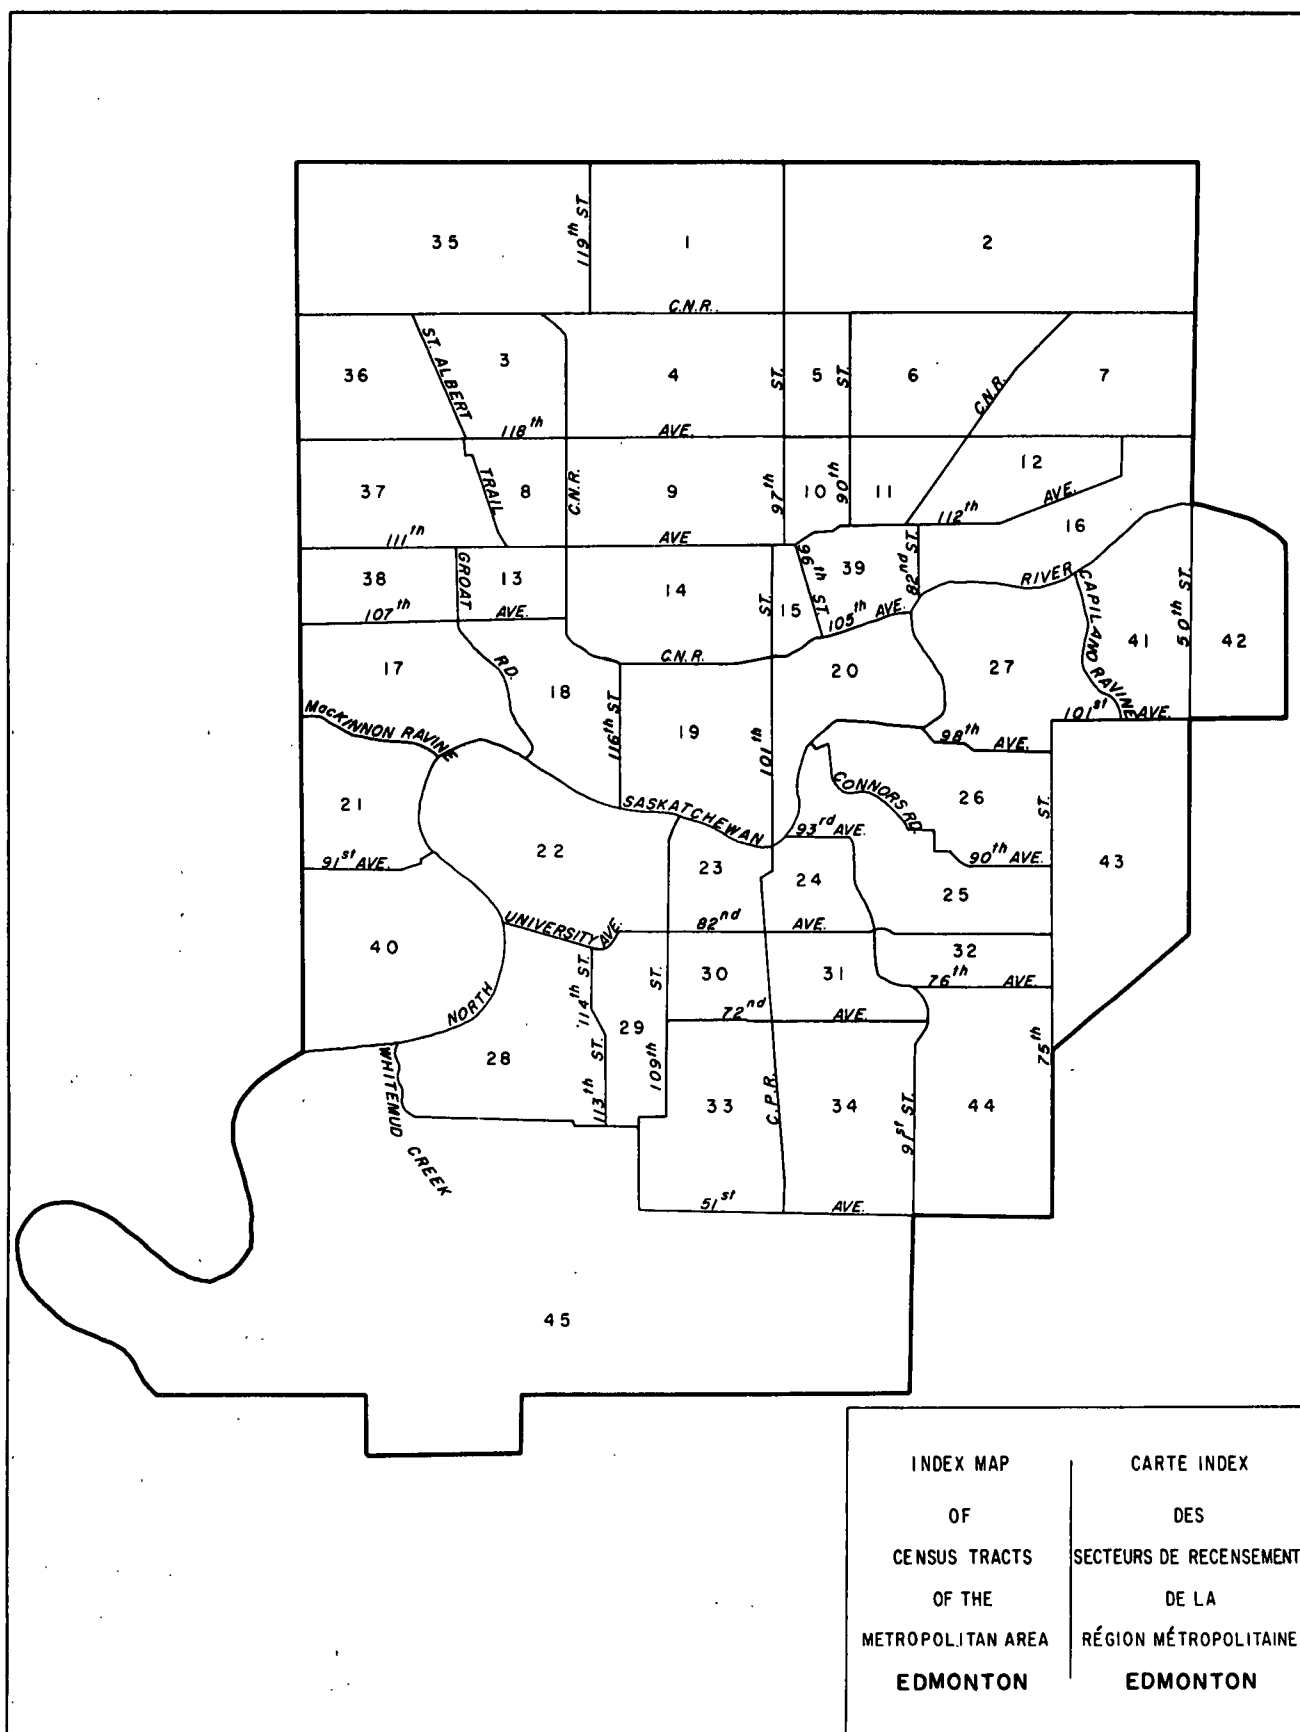 35
119th ST.
1
2
C.N.R.
36
ST. ALBERT
3
4
ST.
5
ST.
6
C.N.R.
7
118th
AVE.
37
TRAIL
8
C.N.R.
9
97th
10
90th
11
12
112th
AVE.
111th
AVE
16
38
GROAT
13
14
ST.
96th ST.
39
82nd ST.
RIVER
CAPILANO RAVINE
50th ST.
107th
AVE.
15
105th AVE.
41
42
C.N.R.
17
RD.
18
116th ST
20
27
MacKINNON RAVINE
19
101th
101st
AVE.
98th
AVE.
21
SASKATCHEWAN
CONNORS RD.
26
ST.
93rd AVE.
91st AVE.
22
23
24
90th AVE.
43
25
UNIVERSITY AVE.
82nd
AVE.
40
114th ST.
ST.
30
31
32
76th
AVE.
NORTH
29
72nd
AVE.
75th
28
113th ST.
109th
WHITEMUD CREEK
33
C.P.R.
34
91st ST.
44
51st
AVE.
45
INDEX MAP
OF
CENSUS TRACTS
OF THE
METROPOLITAN AREA
EDMONTON
CARTE INDEX
DES
SECTEURS DE RECENSEMENT
DE LA
RÉGION MÉTROPOLITAINE
EDMONTON